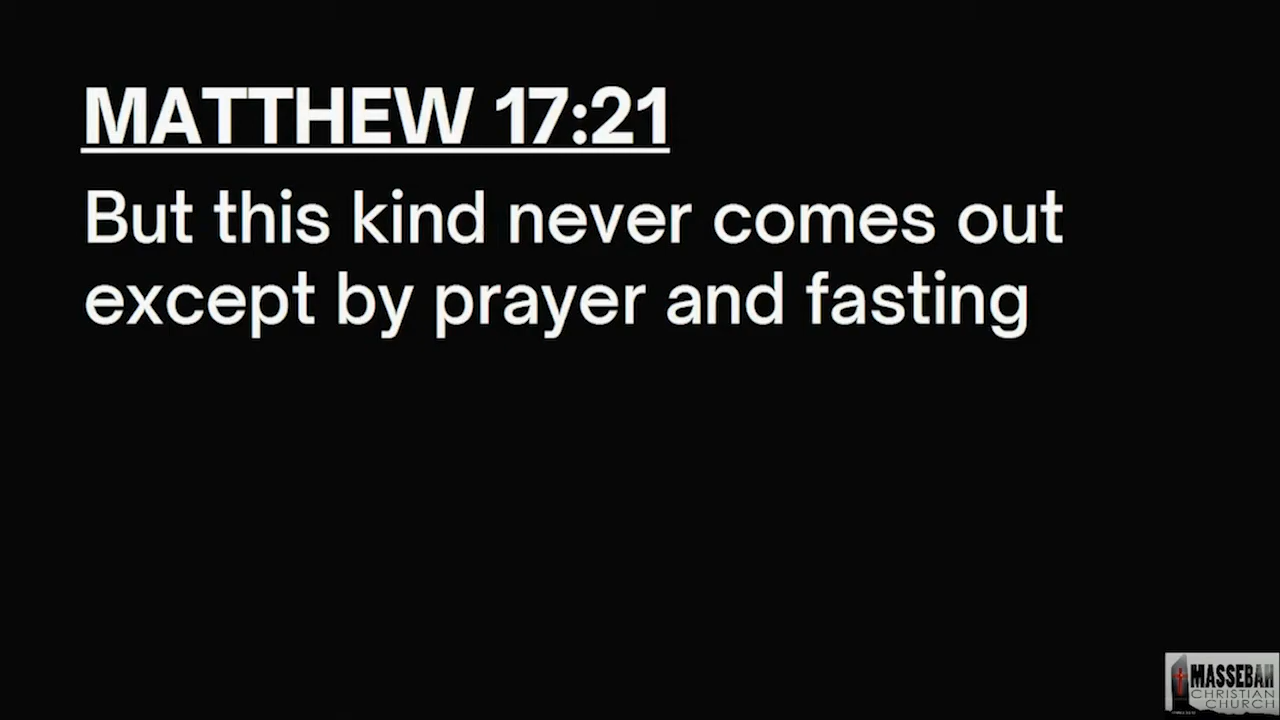 MATTHEW 17:21
But this kind never comes out
except by prayer and fasting
MASSEBAH
CHRISTIAN
CHURCH